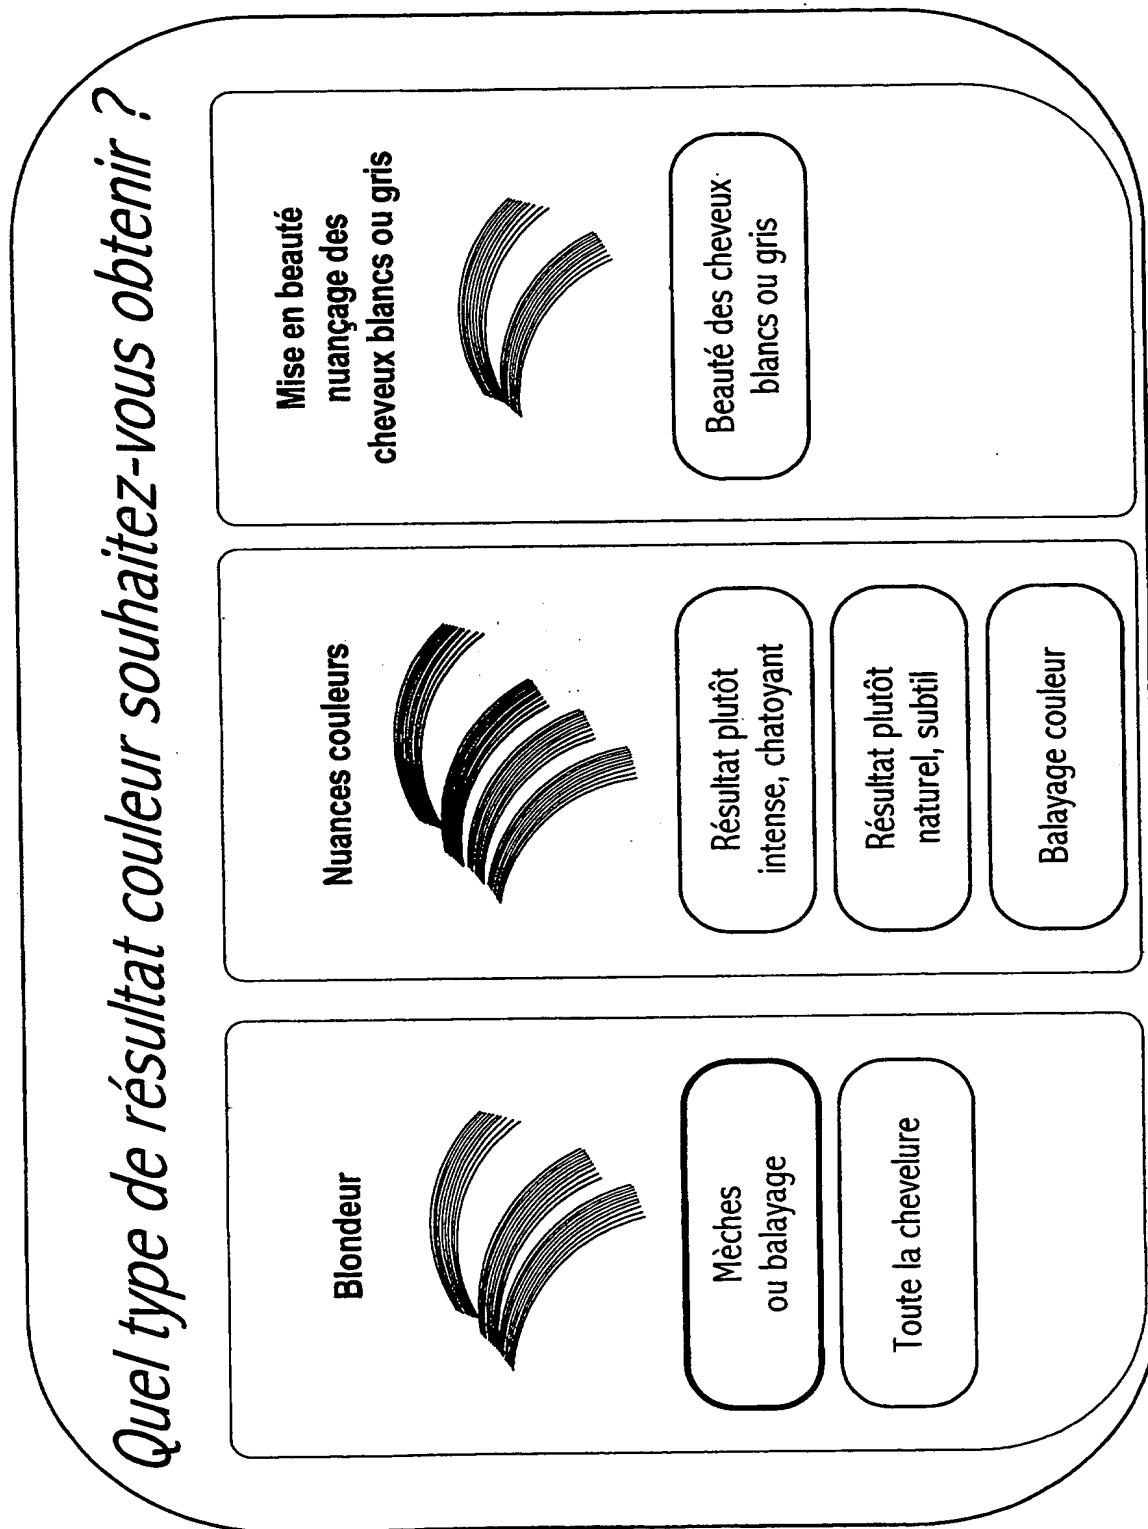 Quel type de résultat couleur souhaitez-vous obtenir ?
Blondeur
Mèches
ou balayage
Toute la chevelure
Nuances couleurs
Résultat plutôt
intense, chatoyant
Résultat plutôt
naturel, subtil
Balayage couleur
Mise en beauté
nuançage des
cheveux blancs ou gris
Beauté des cheveux
blancs ou gris